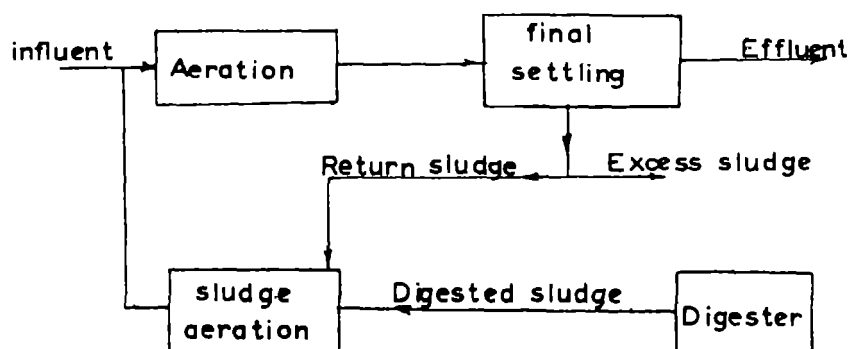 influent
Aeration
final
settling
Effluent
Return sludge
Excess sludge
sludge
aeration
Digested sludge
Digester